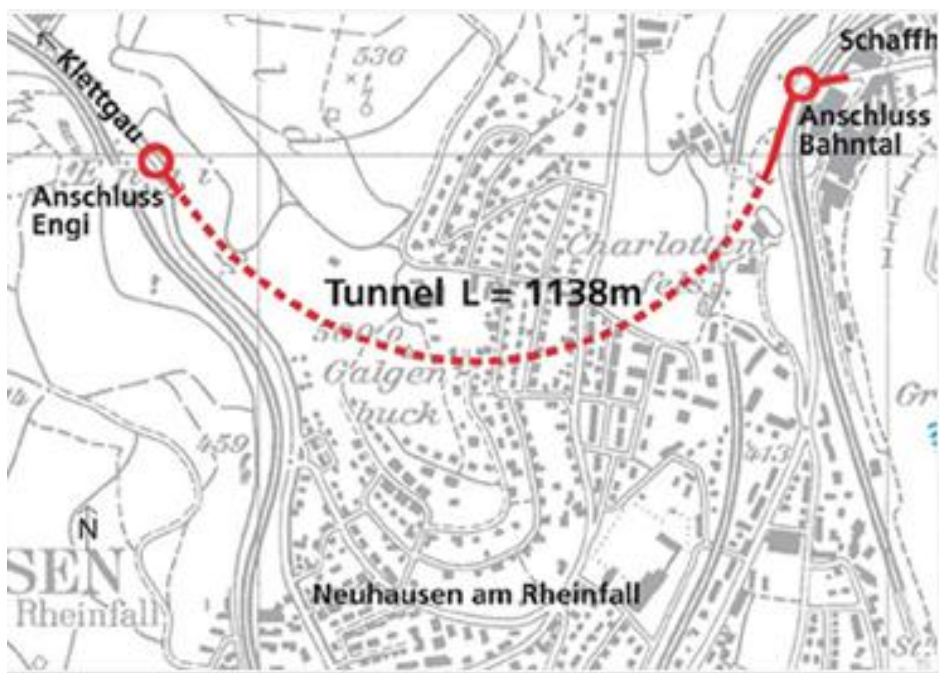 Schaffh
← Klettgau
536
Anschluss
Bahntal
Anschluss
Engi
Charlotten
fels
Tunnel L = 1138m
Galgen
buck
459
413
Gr
N
SEN
Rheinfall
Neuhausen am Rheinfall